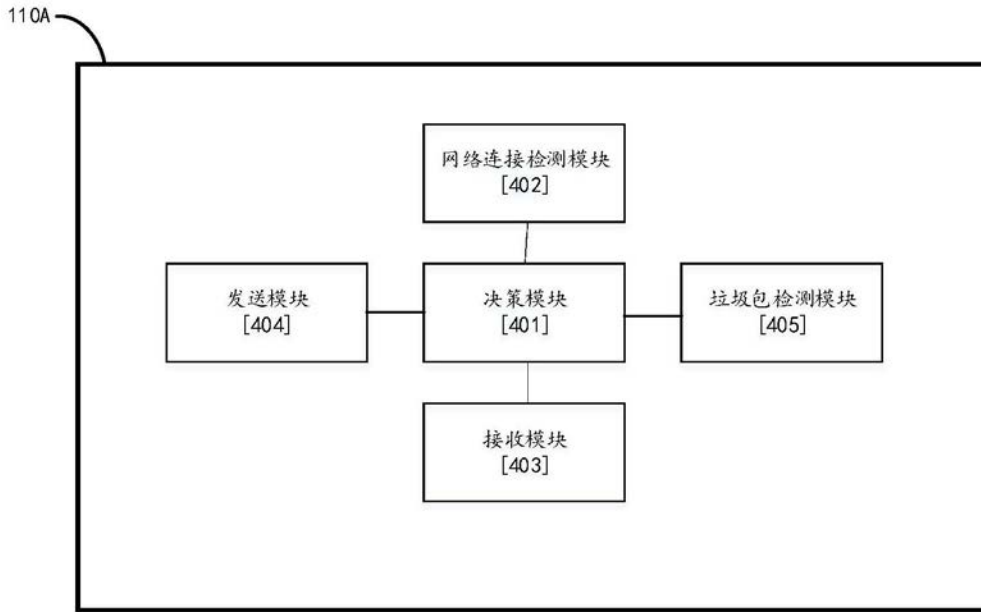 110A
网络连接检测模块
[402]
发送模块
[404]
决策模块
[401]
垃圾包检测模块
[405]
接收模块
[403]